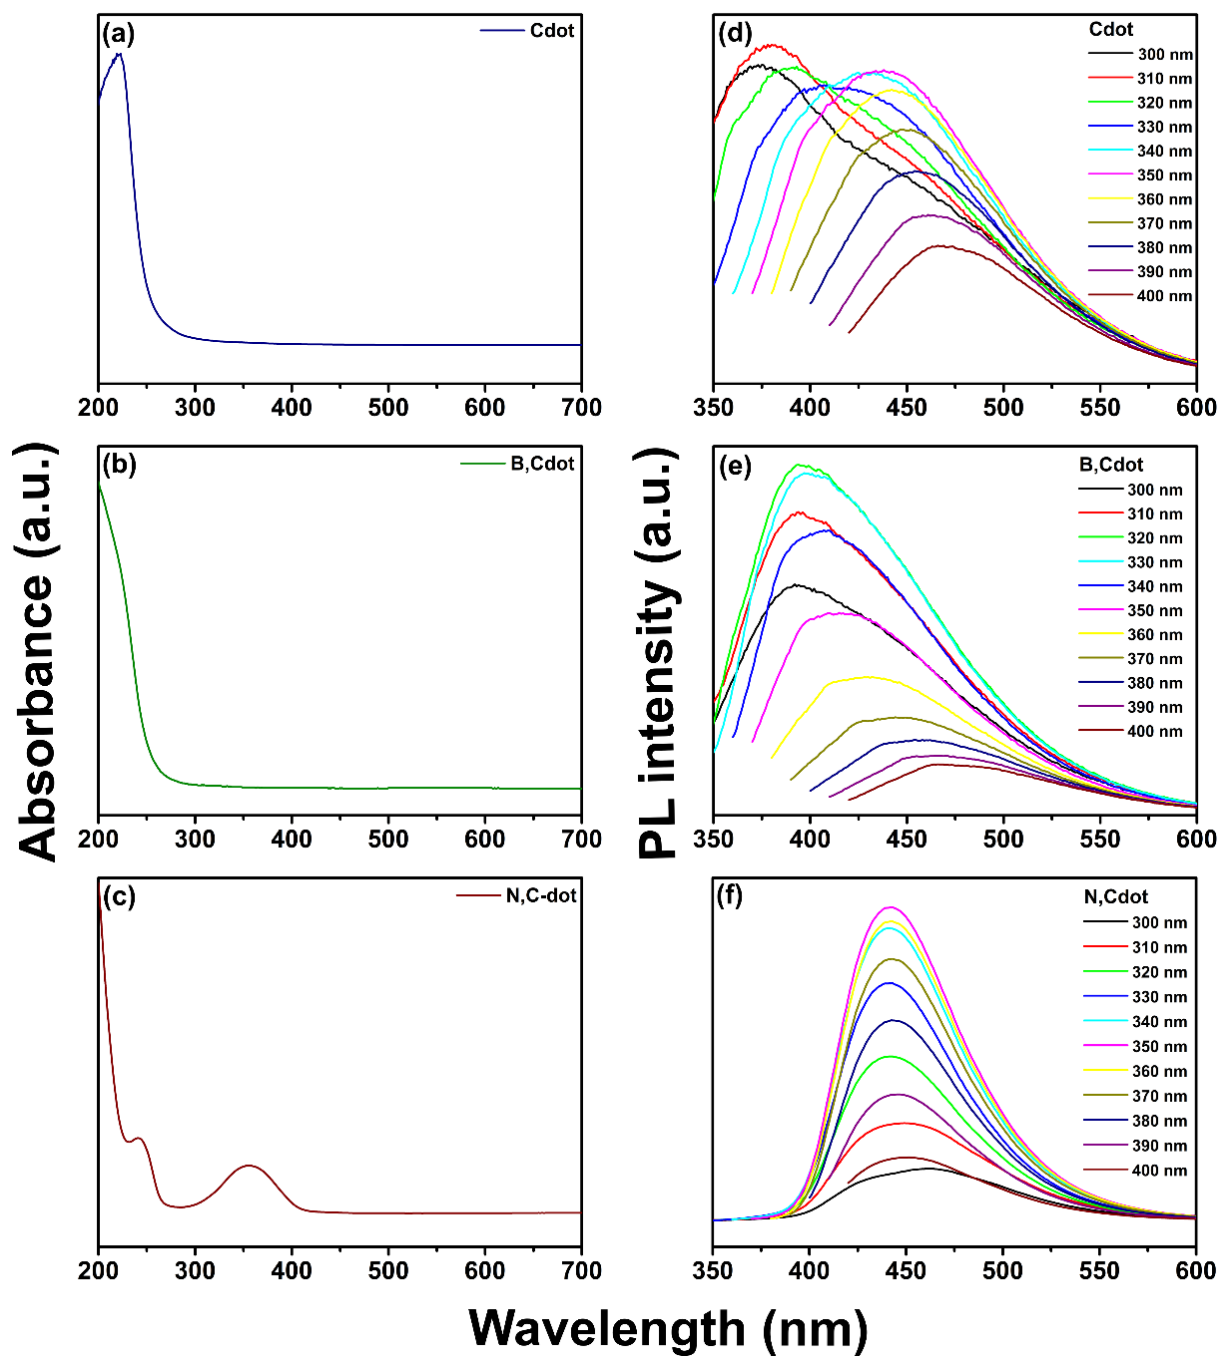 (a)
Cdot
200 300 400 500 600 700
(b)
B,Cdot
200 300 400 500 600 700
(c)
N,C-dot
200 300 400 500 600 700
Absorbance (a.u.)
(d)
Cdot
300 nm
310 nm
320 nm
330 nm
340 nm
350 nm
360 nm
370 nm
380 nm
390 nm
400 nm
350 400 450 500 550 600
(e)
B,Cdot
300 nm
310 nm
320 nm
330 nm
340 nm
350 nm
360 nm
370 nm
380 nm
390 nm
400 nm
350 400 450 500 550 600
(f)
N,Cdot
300 nm
310 nm
320 nm
330 nm
340 nm
350 nm
360 nm
370 nm
380 nm
390 nm
400 nm
350 400 450 500 550 600
PL intensity (a.u.)
Wavelength (nm)